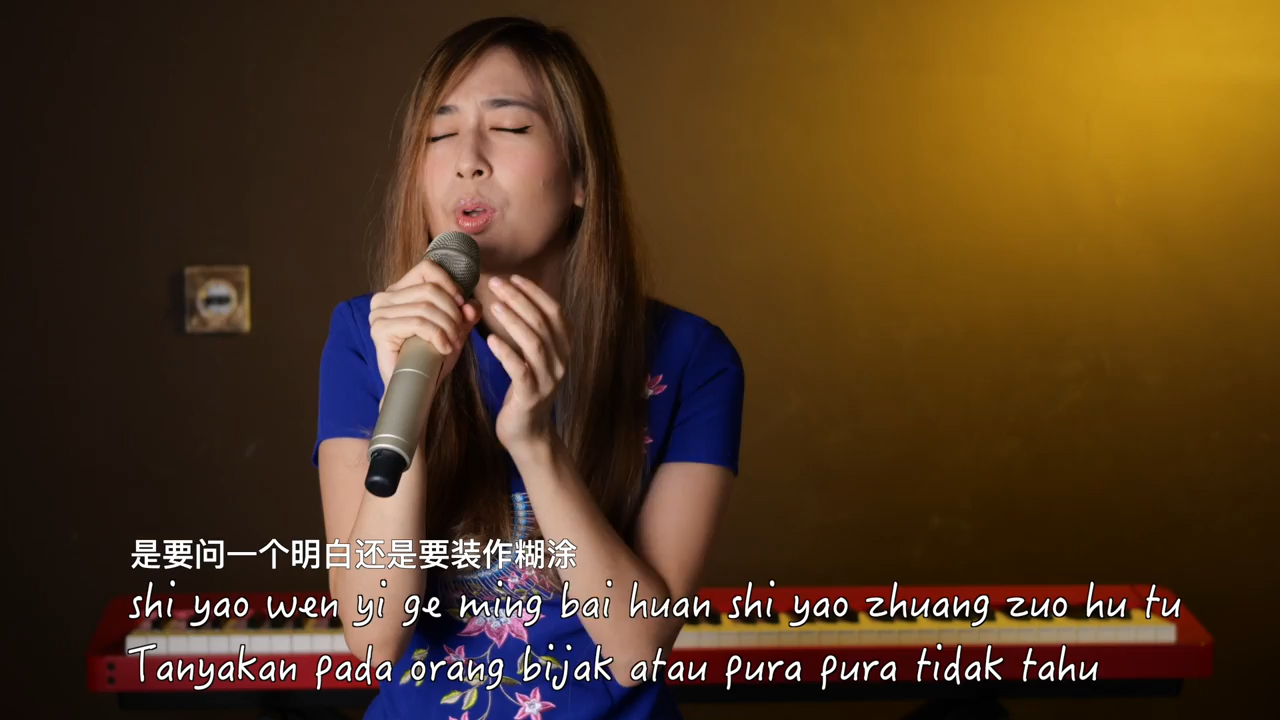 是要问一个明白还是要装作糊涂
shi yao wen yi ge ming bai huan shi yao zhuang zuo hu tu
Tanyakan pada orang bijak atau pura pura tidak tahu